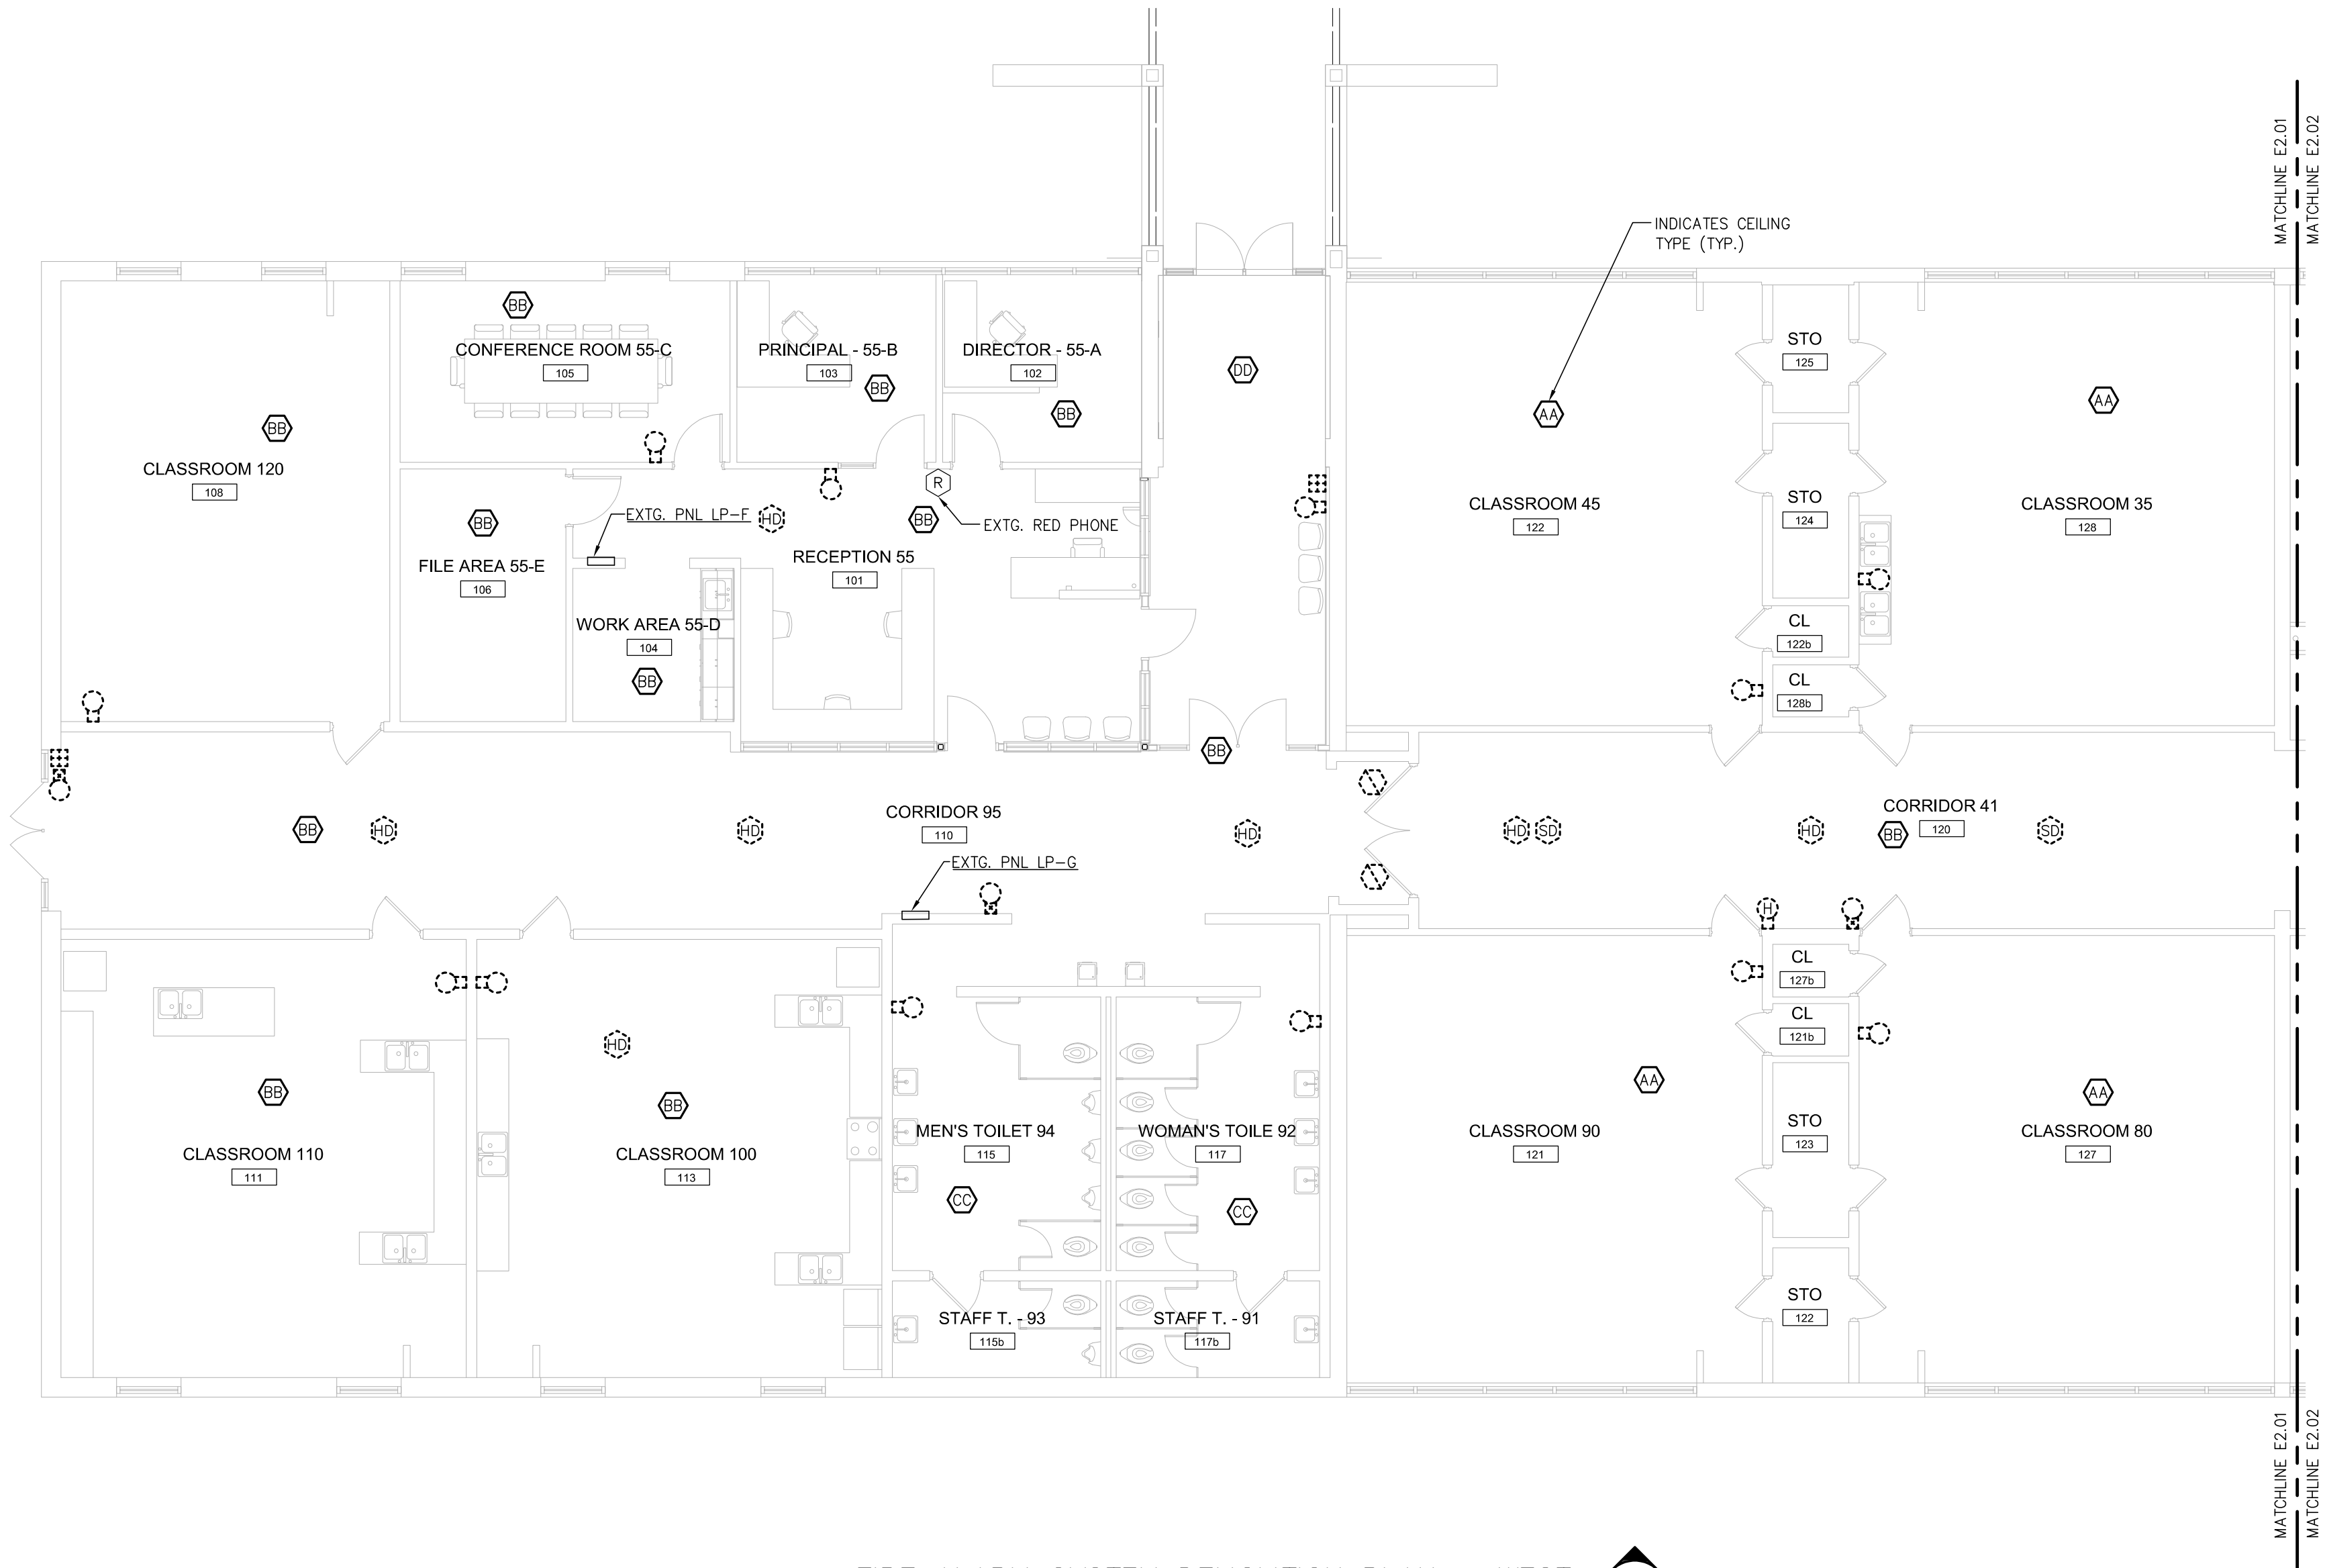 MATCHLINE E2.01
MATCHLINE E2.02
INDICATES CEILING
TYPE (TYP.)
BB
CONFERENCE ROOM 55-C
105
PRINCIPAL - 55-B
103
BB
DIRECTOR - 55-A
102
BB
DD
AA
STO
125
AA
BB
CLASSROOM 120
108
R
EXTG. RED PHONE
EXTG. PNL LP-F
HD
BB
BB
FILE AREA 55-E
106
RECEPTION 55
101
WORK AREA 55-D
104
BB
CLASSROOM 45
122
STO
124
CLASSROOM 35
128
CL
122b
CL
128b
BB
BB
HD
HD
CORRIDOR 95
110
HD
HD
SD
HD
CORRIDOR 41
120
BB
SD
EXTG. PNL LP-G
H
CL
127b
CL
121b
HD
BB
BB
AA
AA
CLASSROOM 110
111
CLASSROOM 100
113
MEN'S TOILET 94
115
WOMAN'S TOILE 92
117
CC
CC
CLASSROOM 90
121
STO
123
CLASSROOM 80
127
STAFF T. - 93
115b
STAFF T. - 91
117b
STO
122
MATCHLINE E2.01
MATCHLINE E2.02